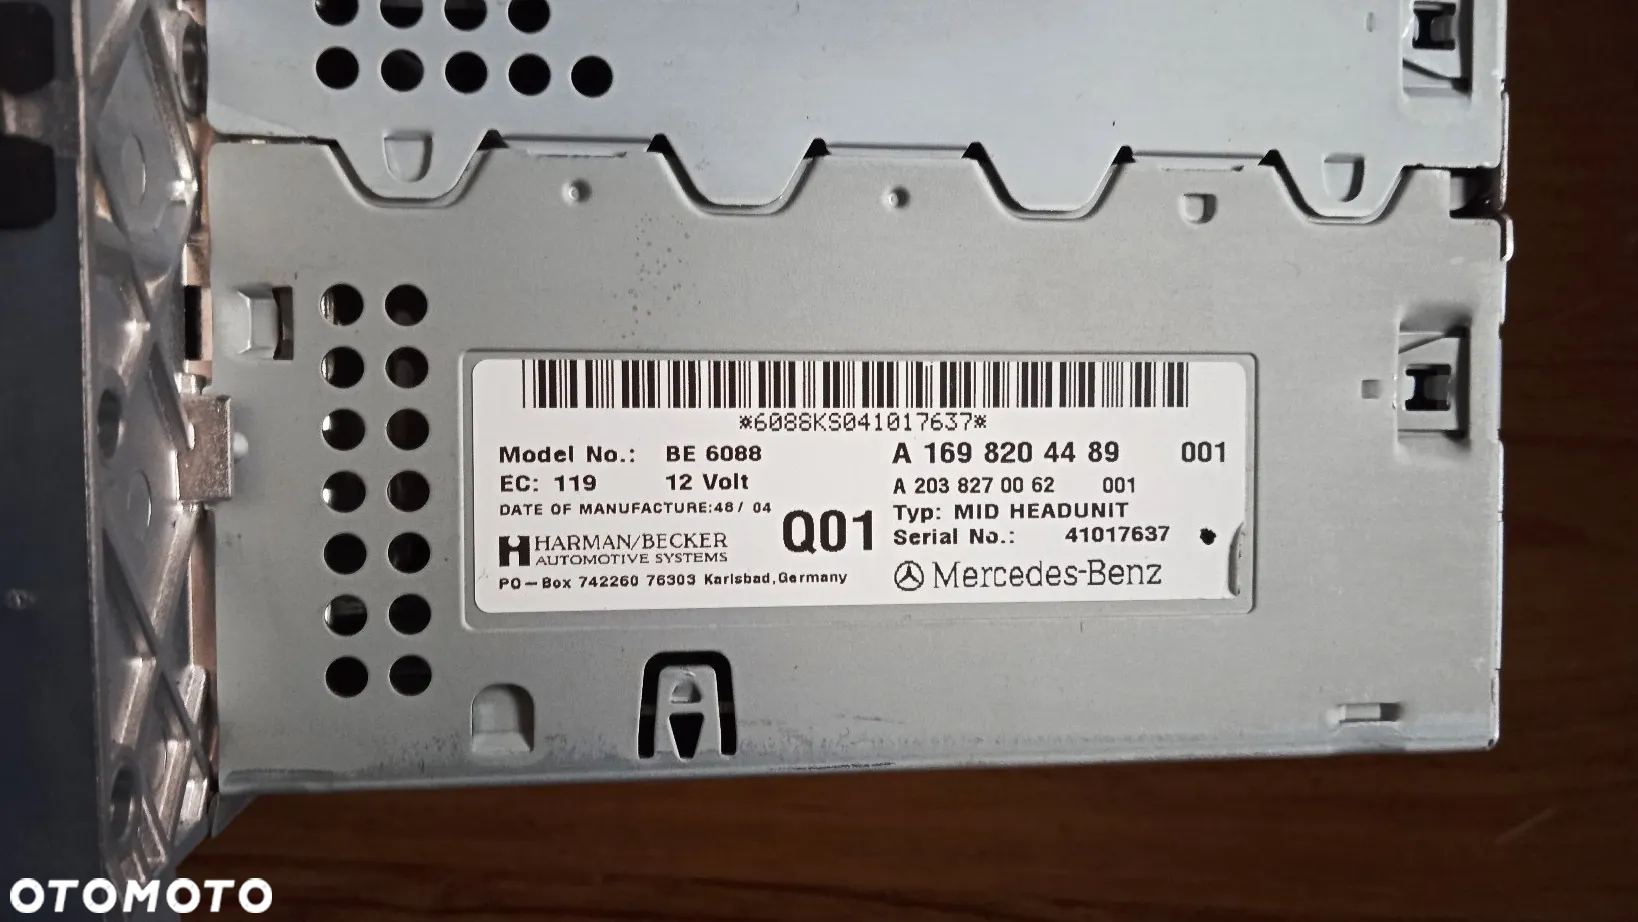 *6088KS041017637*
Model No.: BE 6088
A 169 820 44 89 001
EC: 119 12 Volt
A 203 827 00 62 001
DATE OF MANUFACTURE:48/ 04
Q01
Typ: MID HEADUNIT
Serial No.: 41017637
HARMAN/BECKER
AUTOMOTIVE SYSTEMS
PO-Box 742260 76303 Karlsbad,Germany
Mercedes-Benz
OTOMOTO